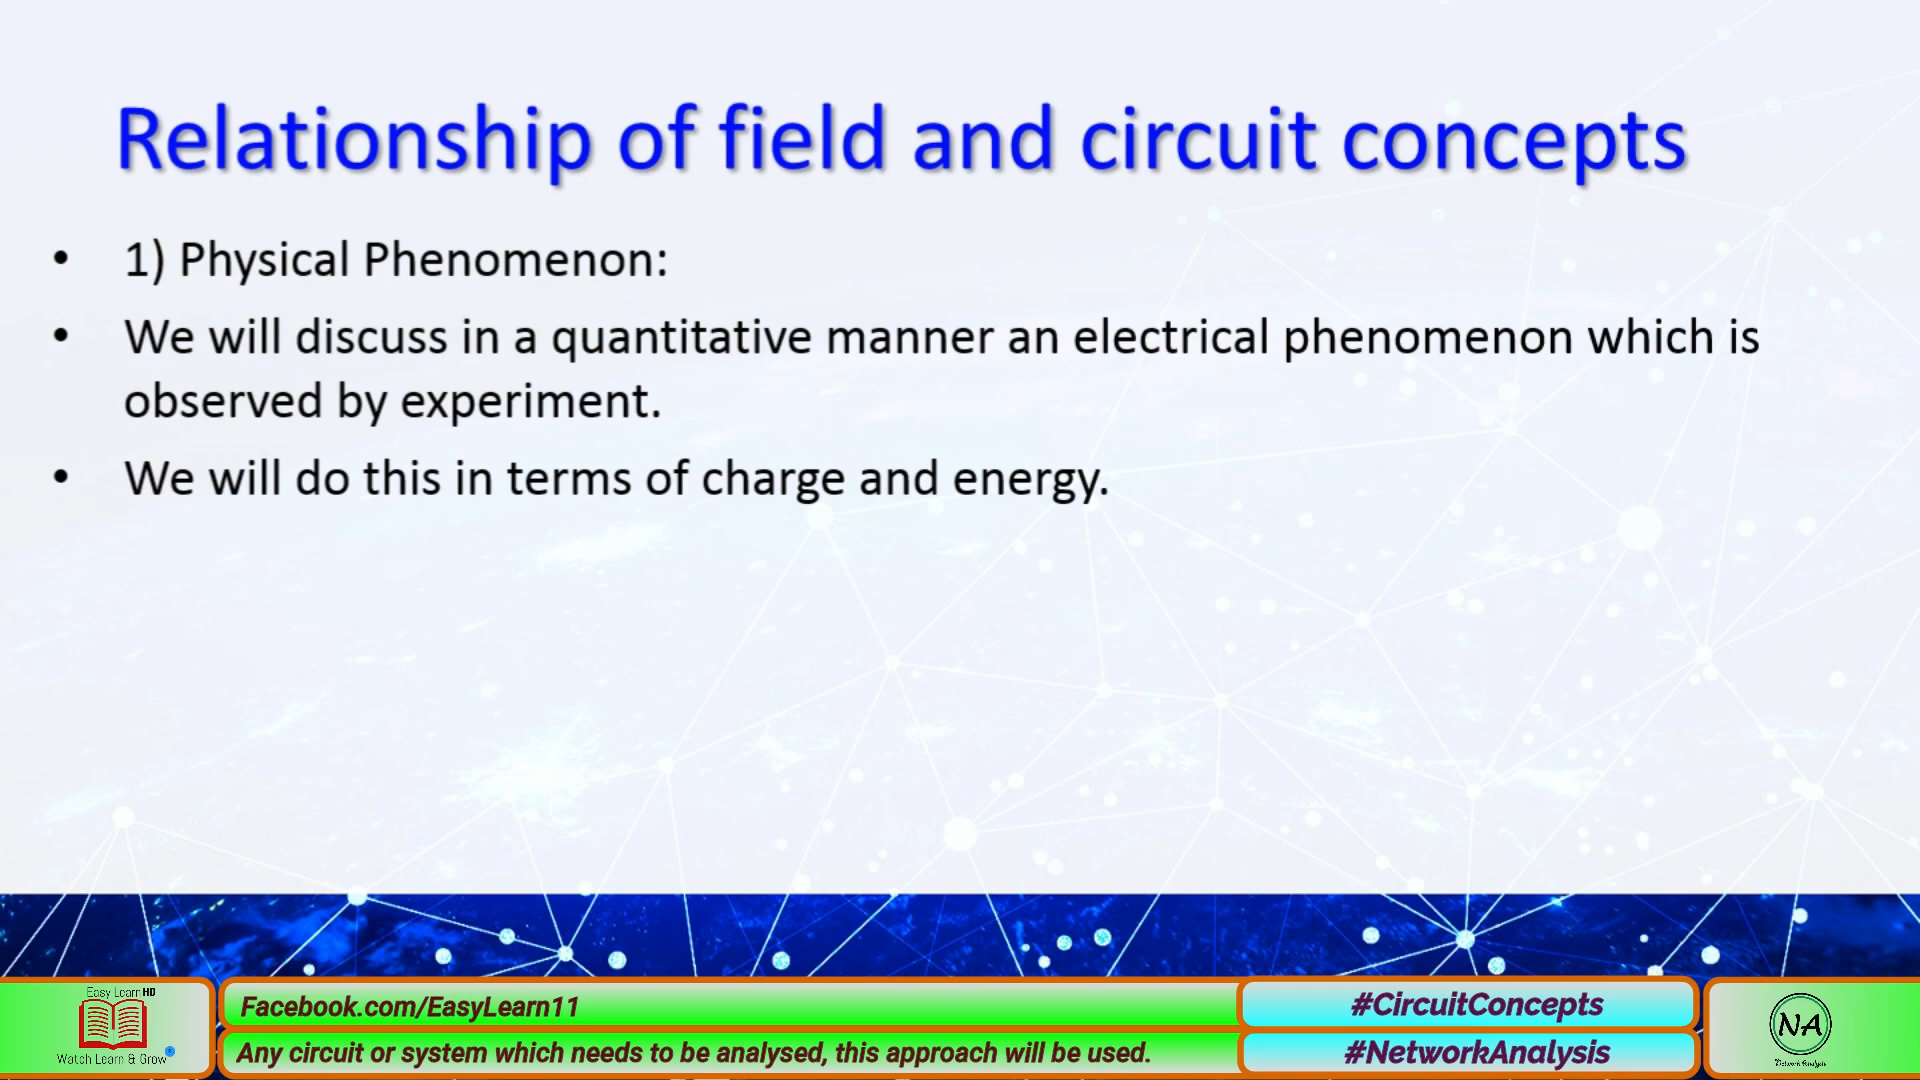 Relationship of field and circuit concepts
• 1) Physical Phenomenon:
• We will discuss in a quantitative manner an electrical phenomenon which is
observed by experiment.
• We will do this in terms of charge and energy.
Easy Learn HD
Watch Learn & Grow
Facebook.com/EasyLearn11
Any circuit or system which needs to be analysed, this approach will be used.
#CircuitConcepts
#NetworkAnalysis
NA
Network Analysis